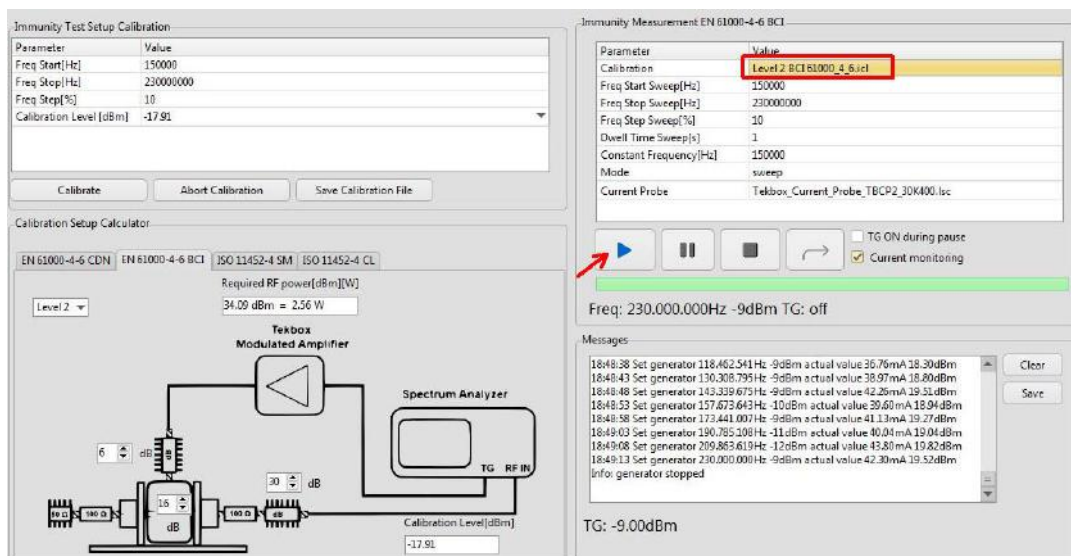 Immunity Test Setup Calibration
Parameter Value
Freq Start[Hz] 150000
Freq Stop[Hz] 230000000
Freq Step[%] 10
Calibration Level [dBm] -17.91
Calibrate Abort Calibration Save Calibration File
Calibration Setup Calculator
EN 61000-4-6 CDN EN 61000-4-6 BCI ISO 11452-4 SM ISO 11452-4 CL
Required RF power[dBm][W]
Level 2 34.09 dBm = 2.56 W
Tekbox
Modulated Amplifier
Spectrum Analyzer
TG RF IN
6 dB dB
30 dB
50 Ω 100 Ω 16 dB 100 Ω dB
Calibration Level[dBm]
-17.91
Immunity Measurement EN 61000-4-6 BCI
Parameter Value
Calibration Level 2 BCI 61000_4_6.icl
Freq Start Sweep[Hz] 150000
Freq Stop Sweep[Hz] 230000000
Freq Step Sweep[%] 10
Dwell Time Sweep[s] 1
Constant Frequency[Hz] 150000
Mode sweep
Current Probe Tekbox_Current_Probe_TBCP2_30K400.lsc
TG ON during pause
Current monitoring
Freq: 230.000.000Hz -9dBm TG: off
Messages
18:48:38 Set generator 118.462.541Hz -9dBm actual value 36.76mA 18.30dBm
18:48:43 Set generator 130.308.795Hz -9dBm actual value 38.97mA 18.80dBm
18:48:48 Set generator 143.339.675Hz -9dBm actual value 42.26mA 19.51dBm
18:48:53 Set generator 157.673.643Hz -10dBm actual value 39.60mA 18.94dBm
18:48:58 Set generator 173.441.007Hz -9dBm actual value 41.13mA 19.27dBm
18:49:03 Set generator 190.785.108Hz -11dBm actual value 40.04mA 19.04dBm
18:49:08 Set generator 209.863.619Hz -12dBm actual value 43.80mA 19.82dBm
18:49:13 Set generator 230.000.000Hz -9dBm actual value 42.30mA 19.52dBm
Info: generator stopped
Clear
Save
TG: -9.00dBm